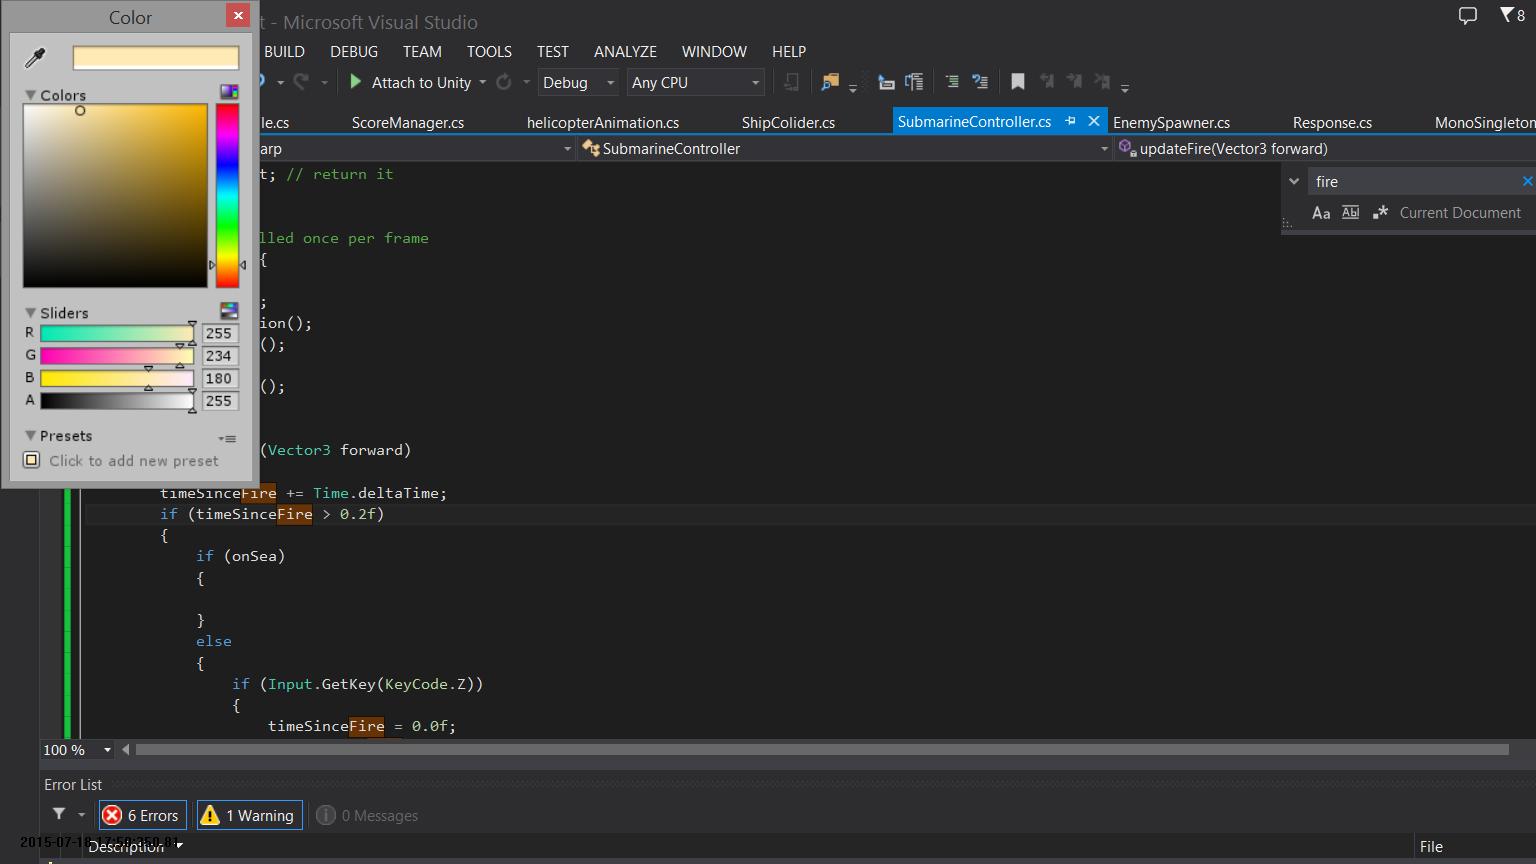 Color
t - Microsoft Visual Studio
8
BUILD DEBUG TEAM TOOLS TEST ANALYZE WINDOW HELP
Attach to Unity Debug Any CPU
Colors
le.cs ScoreManager.cs helicopterAnimation.cs ShipColider.cs SubmarineController.cs EnemySpawner.cs Response.cs MonoSingleton
arp SubmarineController updateFire(Vector3 forward)
t; // return it
fire
Aa Abl .* Current Document
lled once per frame
{
;
ion();
();
();
Sliders
R 255
G 234
B 180
A 255
Presets
Click to add new preset
(Vector3 forward)
timeSinceFire += Time.deltaTime;
if (timeSinceFire > 0.2f)
{
if (onSea)
{
}
else
{
if (Input.GetKey(KeyCode.Z))
{
timeSinceFire = 0.0f;
100 %
Error List
6 Errors 1 Warning 0 Messages
Description File